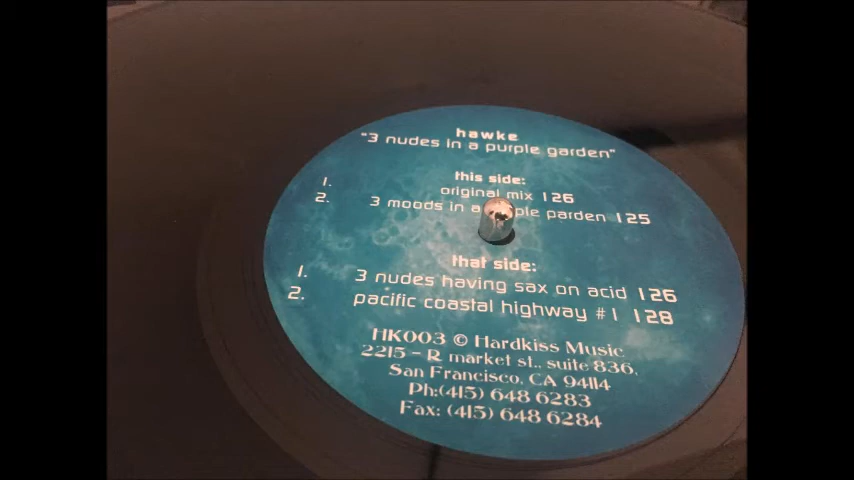 hawke
"3 nudes in a purple garden"
this side:
1. original mix 126
2. 3 moods in a ple parden 125
that side:
1. 3 nudes having sax on acid 126
2. pacific coastal highway #1 128
HK003 © Hardkiss Music
2215 - R market st., suite 836,
San Francisco, CA 94114
Ph:(415) 648 6283
Fax: (415) 648 6284